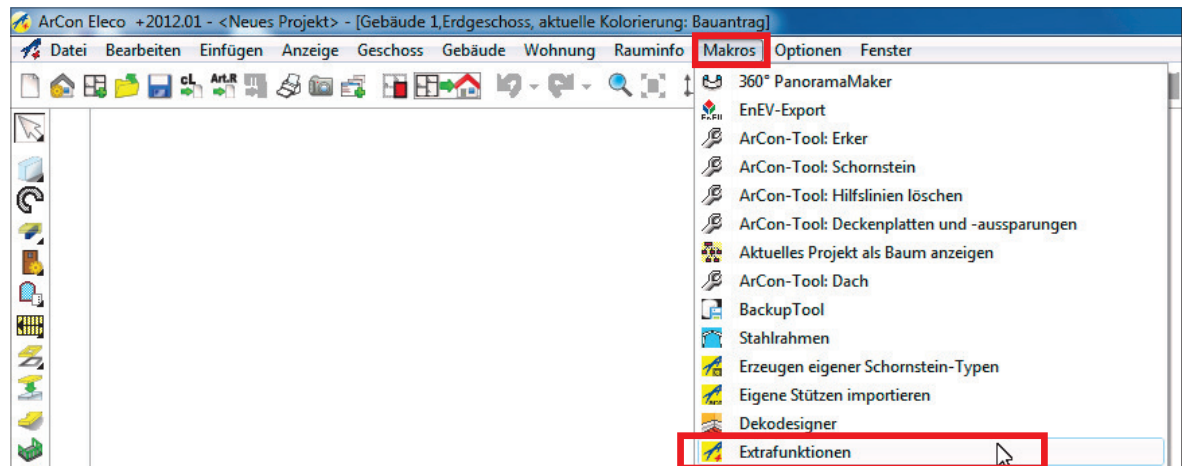 ArCon Eleco +2012.01 - <Neues Projekt> - [Gebäude 1,Erdgeschoss, aktuelle Kolorierung: Bauantrag]
Datei Bearbeiten Einfügen Anzeige Geschoss Gebäude Wohnung Rauminfo Makros Optionen Fenster
cL Art.R
360° PanoramaMaker
EnEV-Export
ArCon-Tool: Erker
ArCon-Tool: Schornstein
ArCon-Tool: Hilfslinien löschen
ArCon-Tool: Deckenplatten und -aussparungen
Aktuelles Projekt als Baum anzeigen
ArCon-Tool: Dach
BackupTool
Stahlrahmen
Erzeugen eigener Schornstein-Typen
Eigene Stützen importieren
Dekodesigner
Extrafunktionen